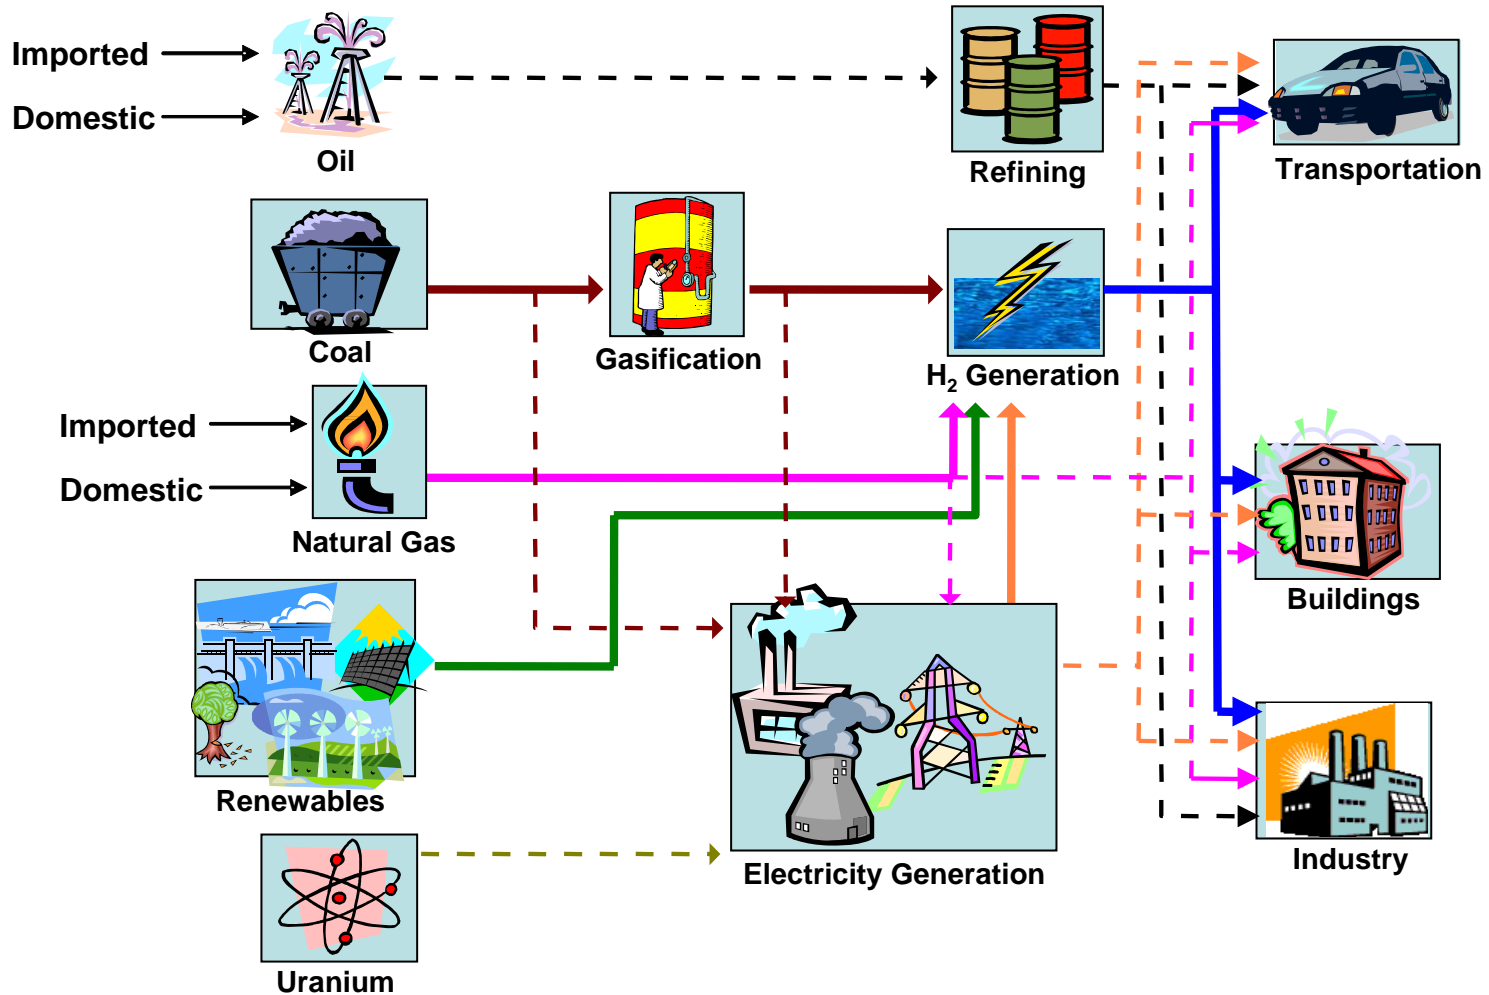 Imported
Domestic
Oil
Refining
Transportation
Coal
Gasification
H2 Generation
Imported
Domestic
Natural Gas
Buildings
Renewables
Electricity Generation
Industry
Uranium